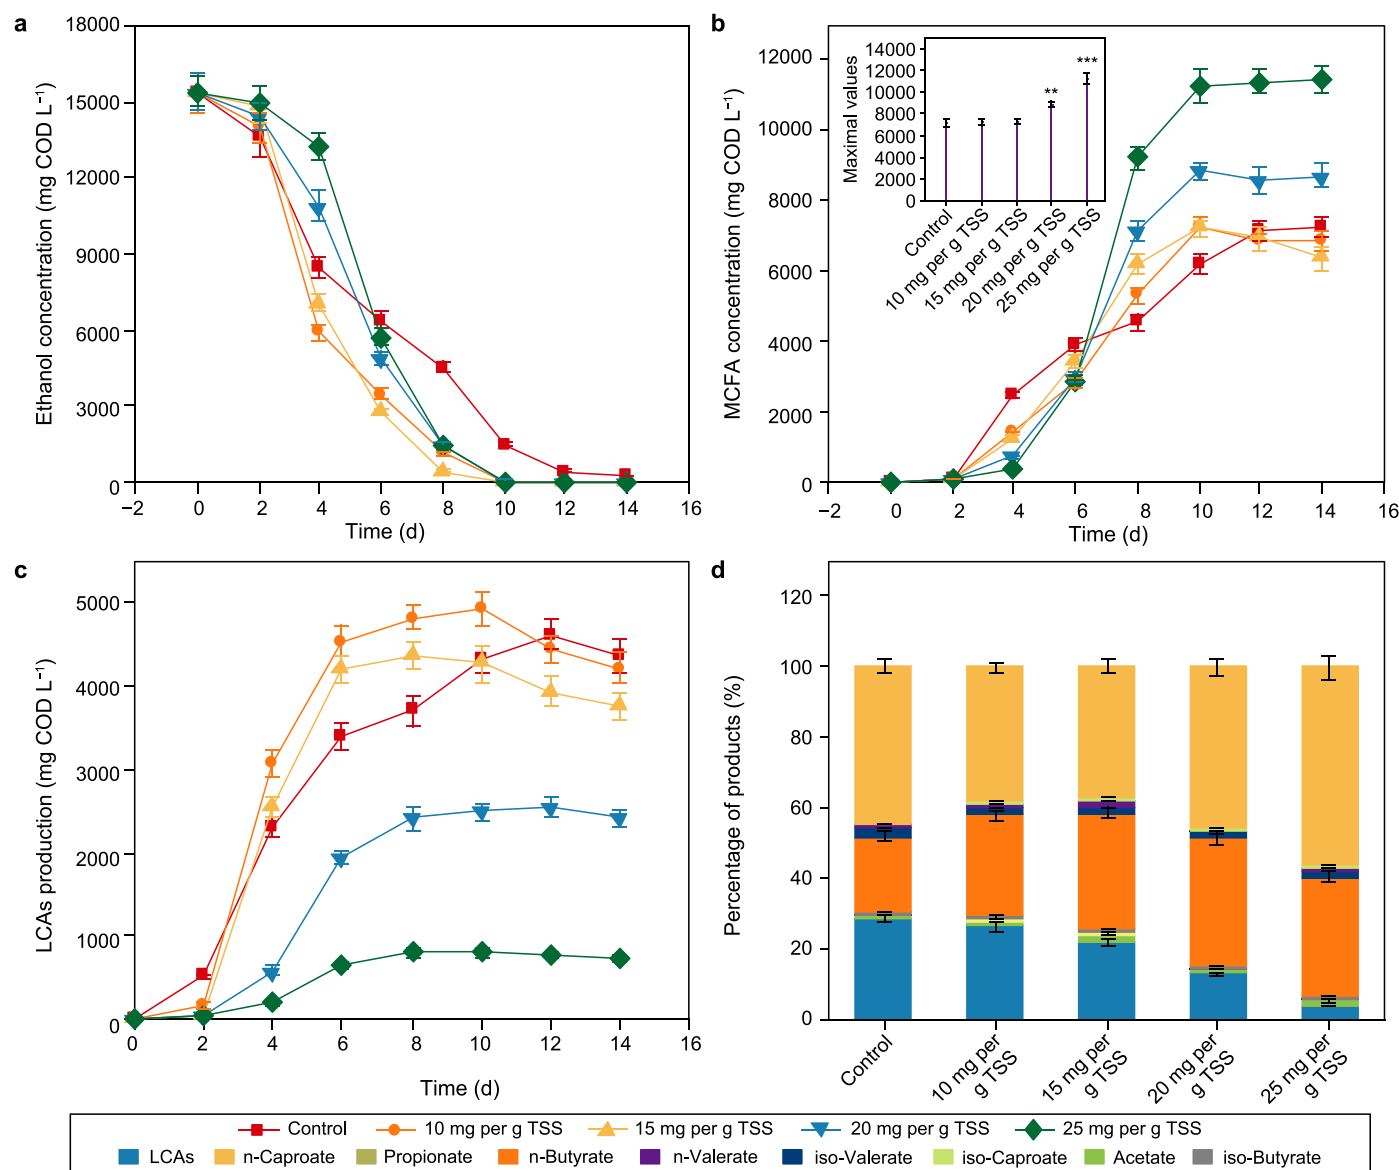 a
18000
15000
12000
9000
6000
3000
0
Ethanol concentration (mg COD L⁻¹)
−2 0 2 4 6 8 10 12 14 16
Time (d)
b
12000
10000
8000
6000
4000
2000
0
MCFA concentration (mg COD L⁻¹)
−2 0 2 4 6 8 10 12 14 16
Time (d)
14000
12000
10000
8000
6000
4000
2000
0
Maximal values
**
***
Control
10 mg per g TSS
15 mg per g TSS
20 mg per g TSS
25 mg per g TSS
c
5000
4000
3000
2000
1000
0
LCAs production (mg COD L⁻¹)
0 2 4 6 8 10 12 14 16
Time (d)
d
120
100
80
60
40
20
0
Percentage of products (%)
Control
10 mg per
g TSS
15 mg per
g TSS
20 mg per
g TSS
25 mg per
g TSS
Control 10 mg per g TSS 15 mg per g TSS 20 mg per g TSS 25 mg per g TSS
LCAs n-Caproate Propionate n-Butyrate n-Valerate iso-Valerate iso-Caproate Acetate iso-Butyrate